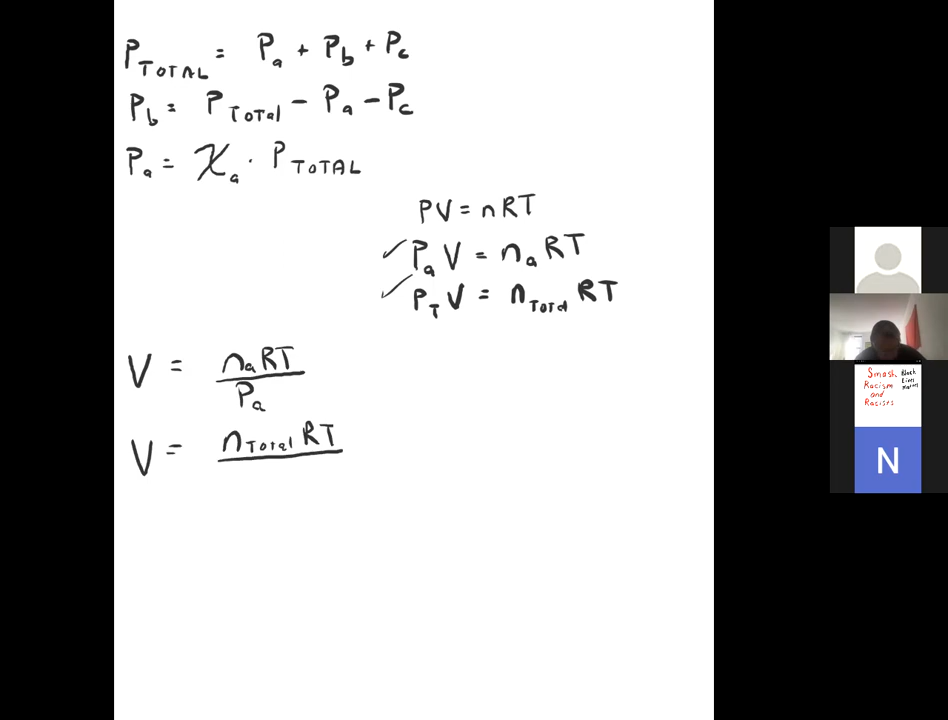 P_TOTAL = P_a + P_b + P_c
P_b = P_Total - P_a - P_c
P_a = X_a · P_TOTAL
PV = nRT
✓ P_a V = n_a RT
✓ P_T V = n_Total RT
V = n_a RT / P_a
V = n_Total RT
Smash
Racism
and
Racists
Black
Lives
Matter
N